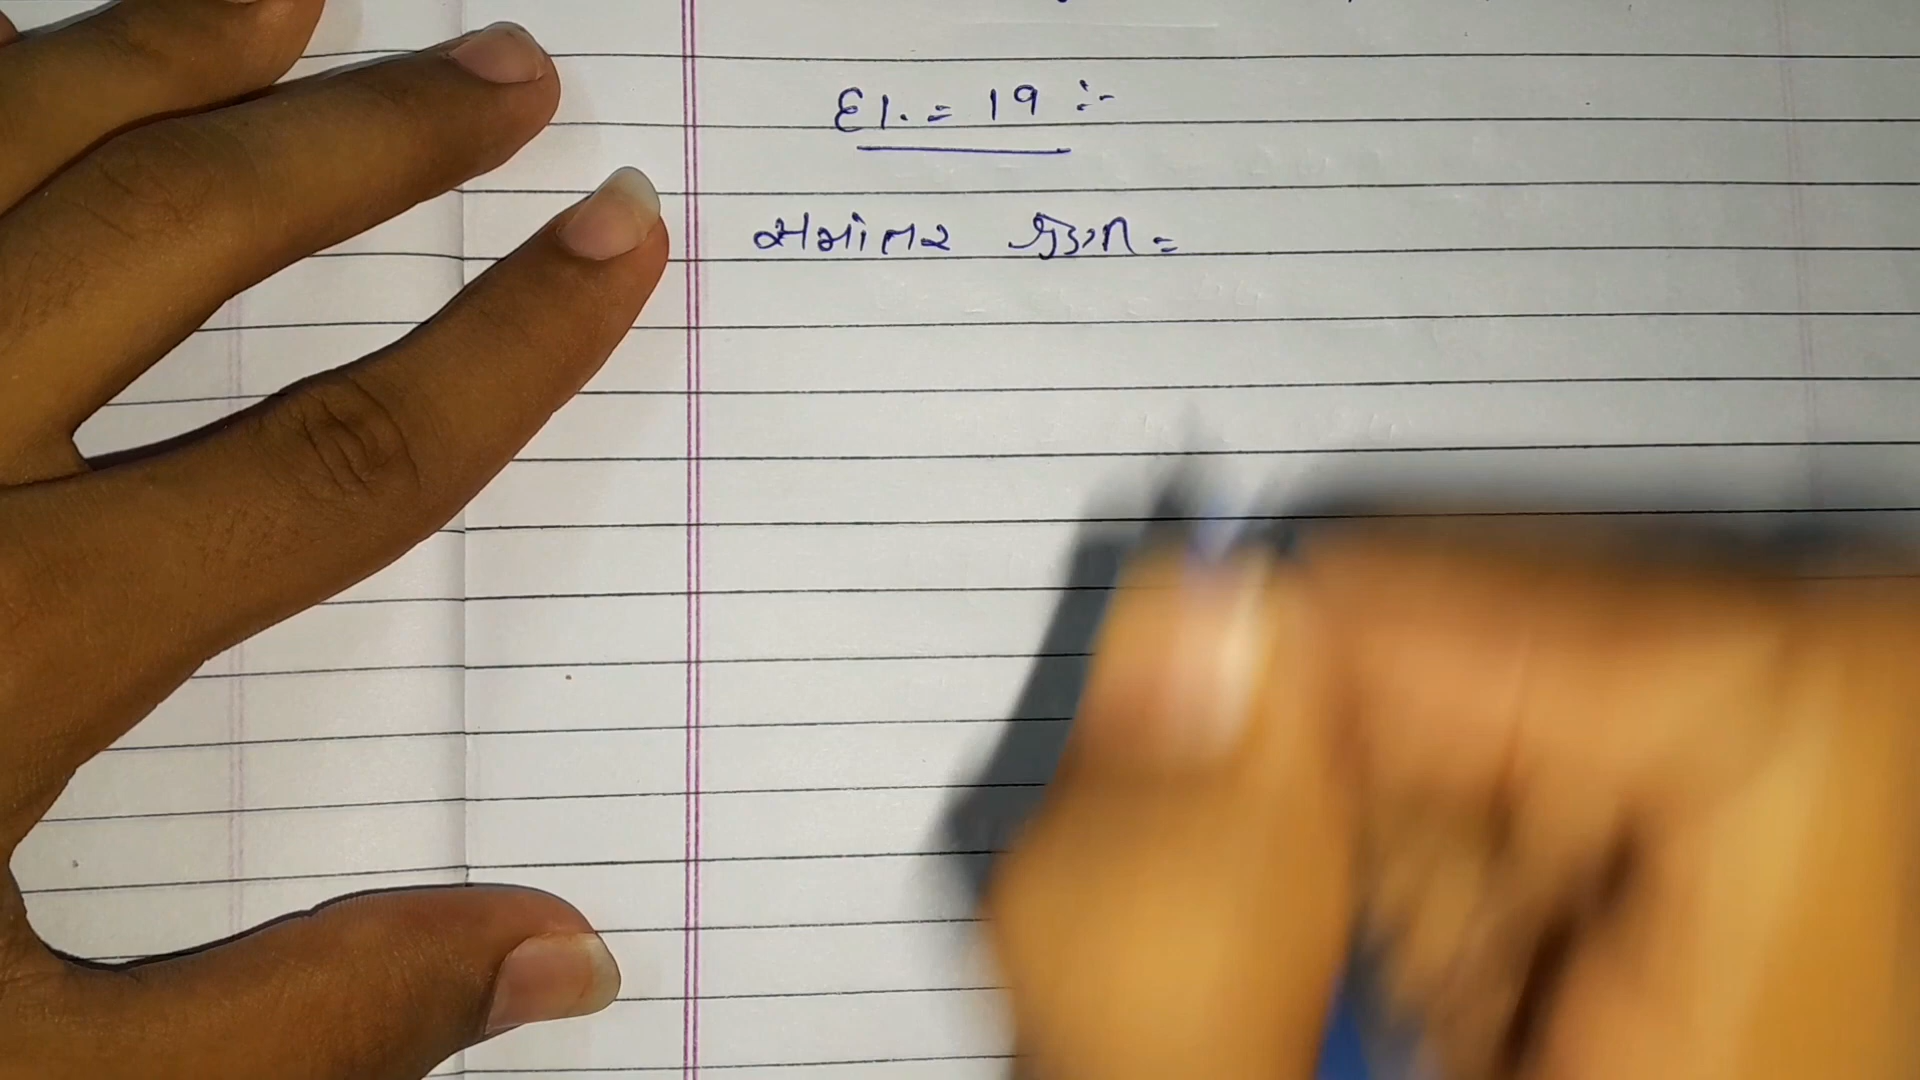 દા. = 19 :-
સમાંતર શ્રેણી =